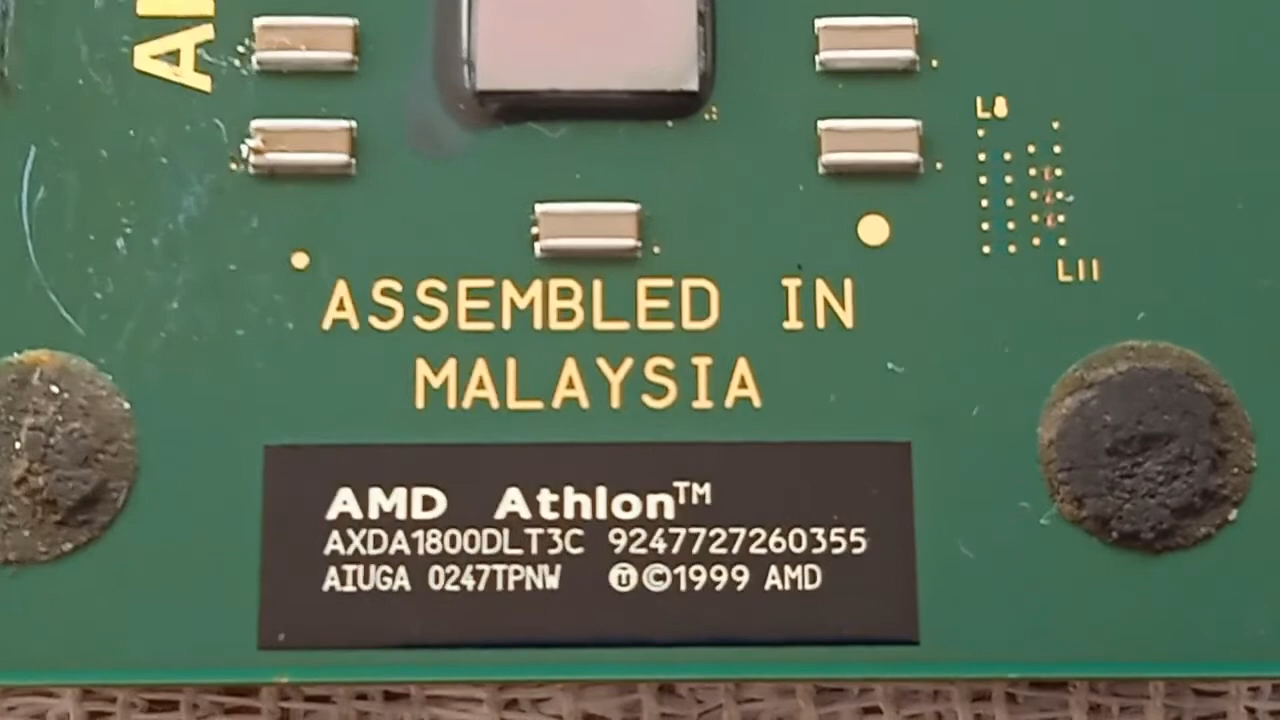 L8
L11
ASSEMBLED IN
MALAYSIA
AMD Athlon™
AXDA1800DLT3C 9247727260355
AIUGA 0247TPNW Ⓜ©1999 AMD